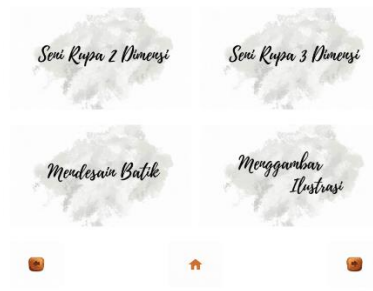 Seni Rupa 2 Dimensi
Seni Rupa 3 Dimensi
Mendesain Batik
Menggambar
Ilustrasi